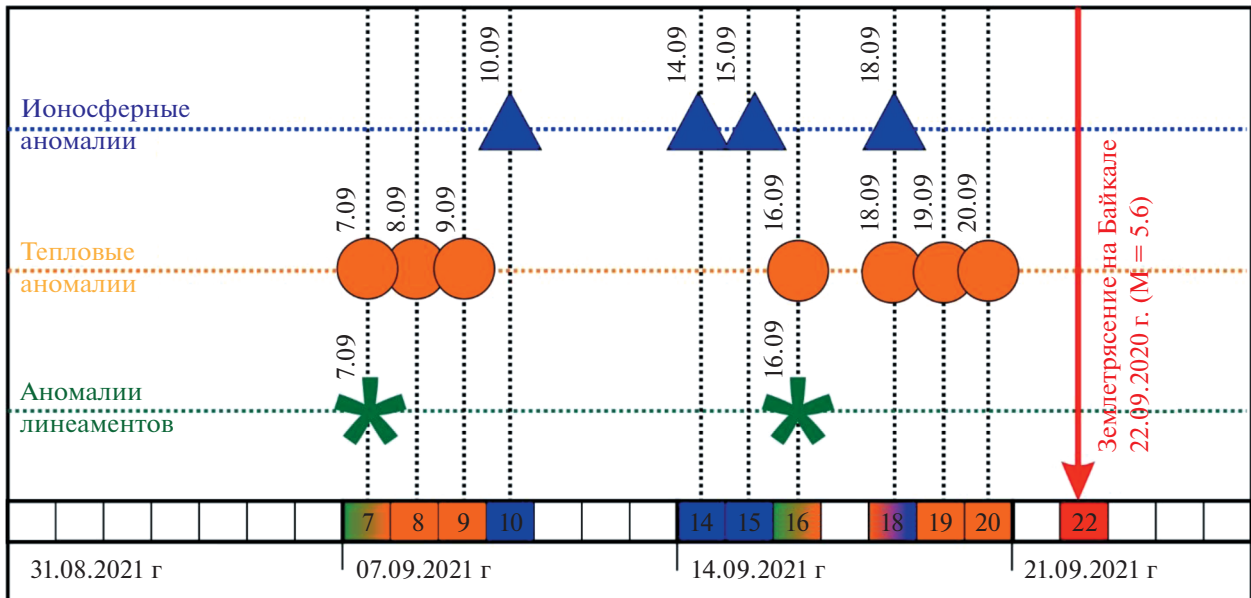 10.09
14.09
15.09
18.09
Ионосферные
аномалии
7.09
8.09
9.09
16.09
18.09
19.09
20.09
Тепловые
аномалии
7.09
16.09
Аномалии
линеаментов
Землетрясение на Байкале
22.09.2020 г. (М = 5.6)
7 8 9 10 14 15 16 18 19 20 22
31.08.2021 г 07.09.2021 г 14.09.2021 г 21.09.2021 г